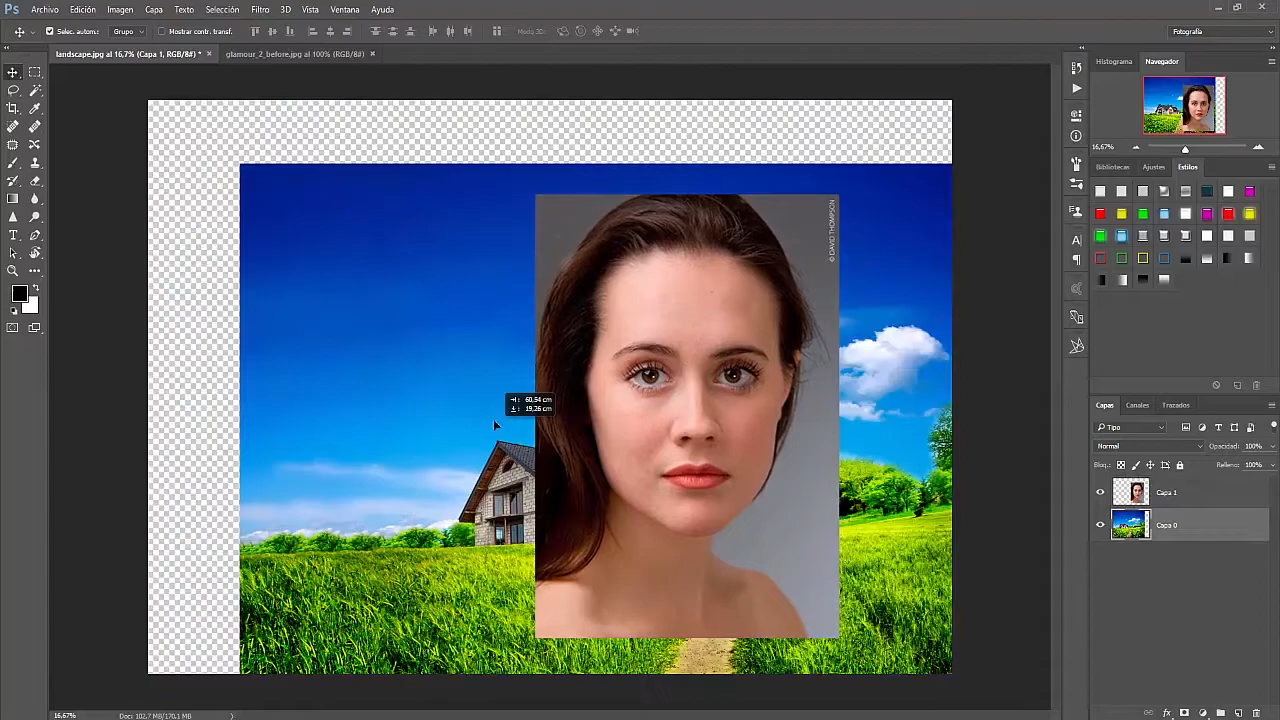 Ps Archivo Edición Imagen Capa Texto Selección Filtro 3D Vista Ventana Ayuda
Selec. autom.: Grupo Mostrar contr. transf. Modo 3D: Fotografía
landscape.jpg al 16,7% (Capa 1, RGB/8#) * × glamour_2_before.jpg al 100% (RGB/8#) ×
Histograma Navegador
16,67%
Bibliotecas Ajustes Estilos
© DAVID THOMPSON
60,54 cm
19,26 cm
Capas Canales Trazados
Tipo
Normal Opacidad: 100%
Bloq.: Relleno: 100%
Capa 1
Capa 0
16,67% Doc: 102,7 MB/170,1 MB